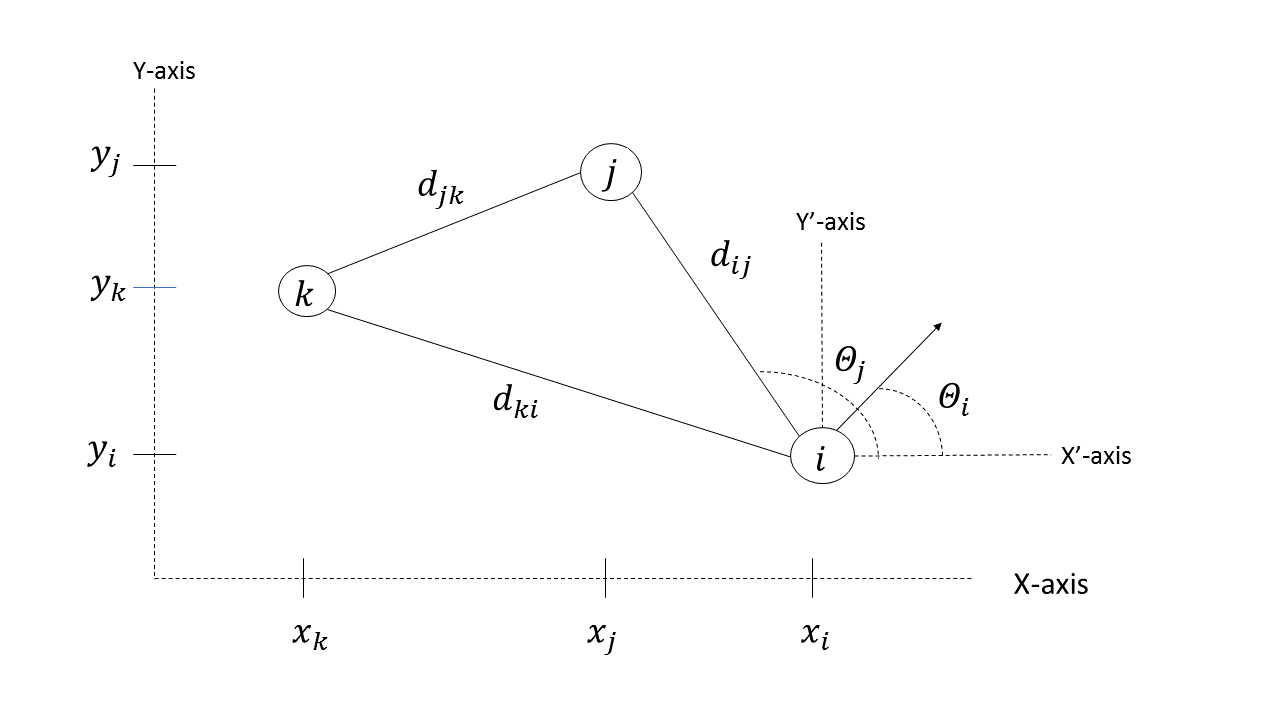 Y-axis
y_j
d_jk
j
Y’-axis
d_ij
y_k
k
Θ_j
Θ_i
d_ki
y_i
i
X’-axis
X-axis
x_k
x_j
x_i